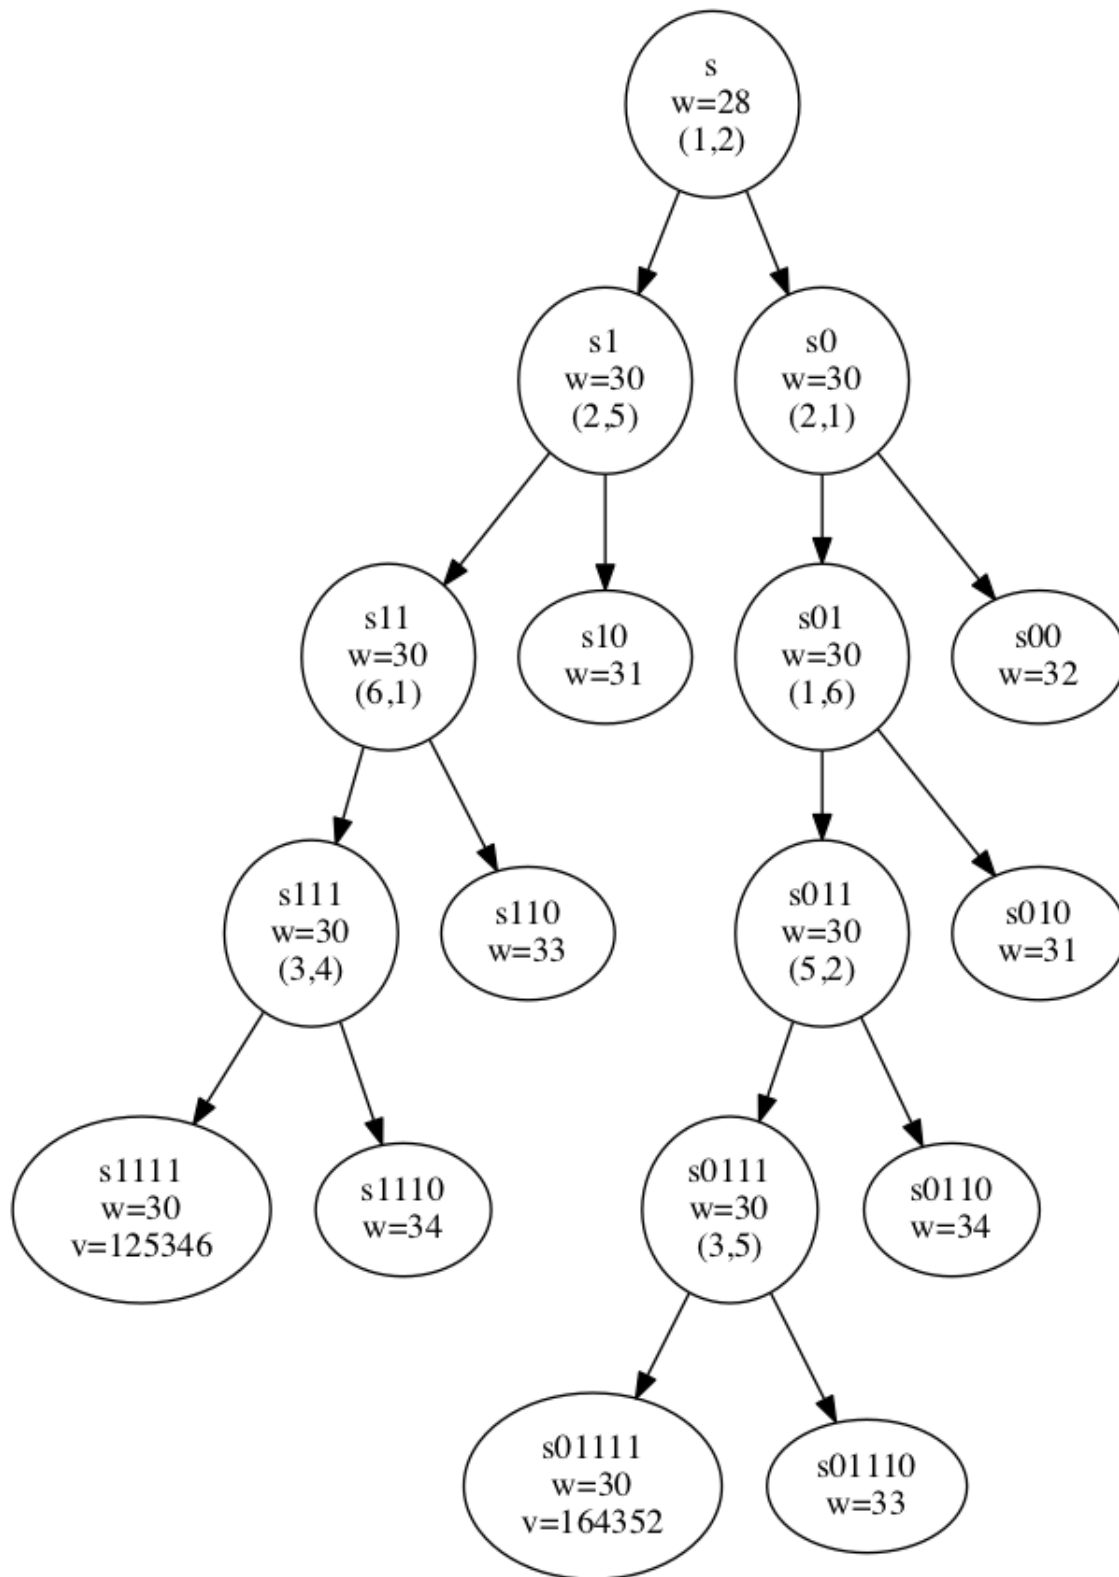 s
w=28
(1,2)
s1
w=30
(2,5)
s0
w=30
(2,1)
s11
w=30
(6,1)
s10
w=31
s01
w=30
(1,6)
s00
w=32
s111
w=30
(3,4)
s110
w=33
s011
w=30
(5,2)
s010
w=31
s1111
w=30
v=125346
s1110
w=34
s0111
w=30
(3,5)
s0110
w=34
s01111
w=30
v=164352
s01110
w=33